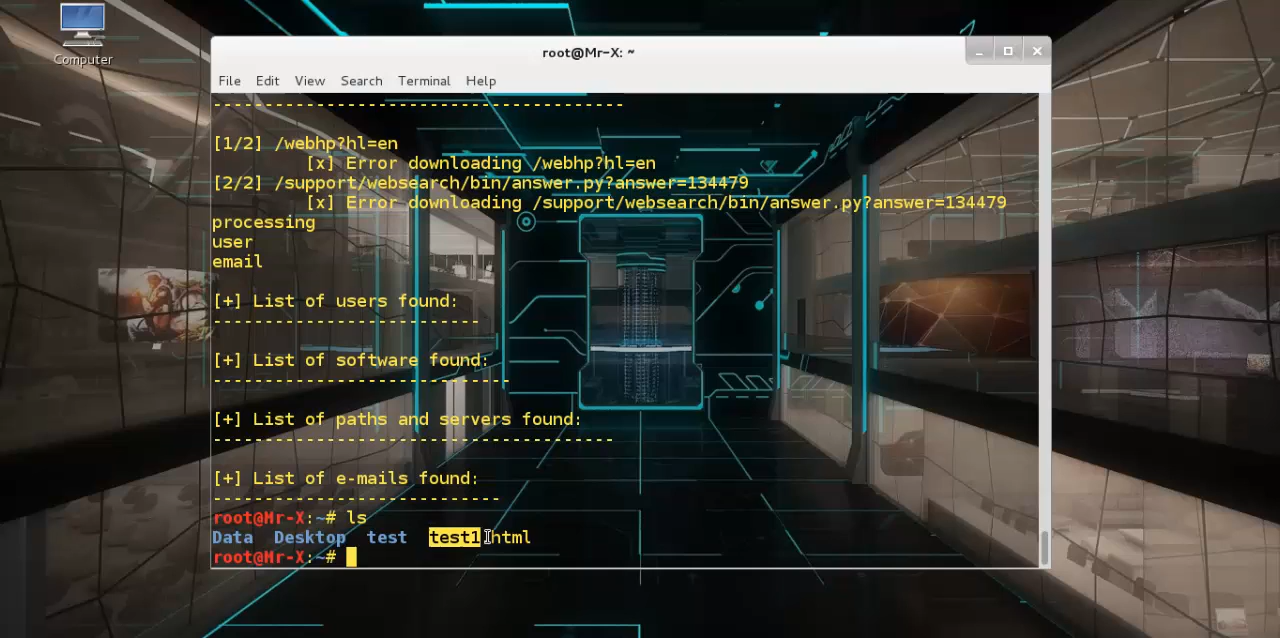 Computer
root@Mr-X: ~
File Edit View Search Terminal Help
----------------------------------------
[1/2] /webhp?hl=en
[x] Error downloading /webhp?hl=en
[2/2] /support/websearch/bin/answer.py?answer=134479
[x] Error downloading /support/websearch/bin/answer.py?answer=134479
processing
user
email
[+] List of users found:
--------------------------
[+] List of software found:
-----------------------------
[+] List of paths and servers found:
---------------------------------------
[+] List of e-mails found:
----------------------------
root@Mr-X:~# ls
Data Desktop test test1.html
root@Mr-X:~#